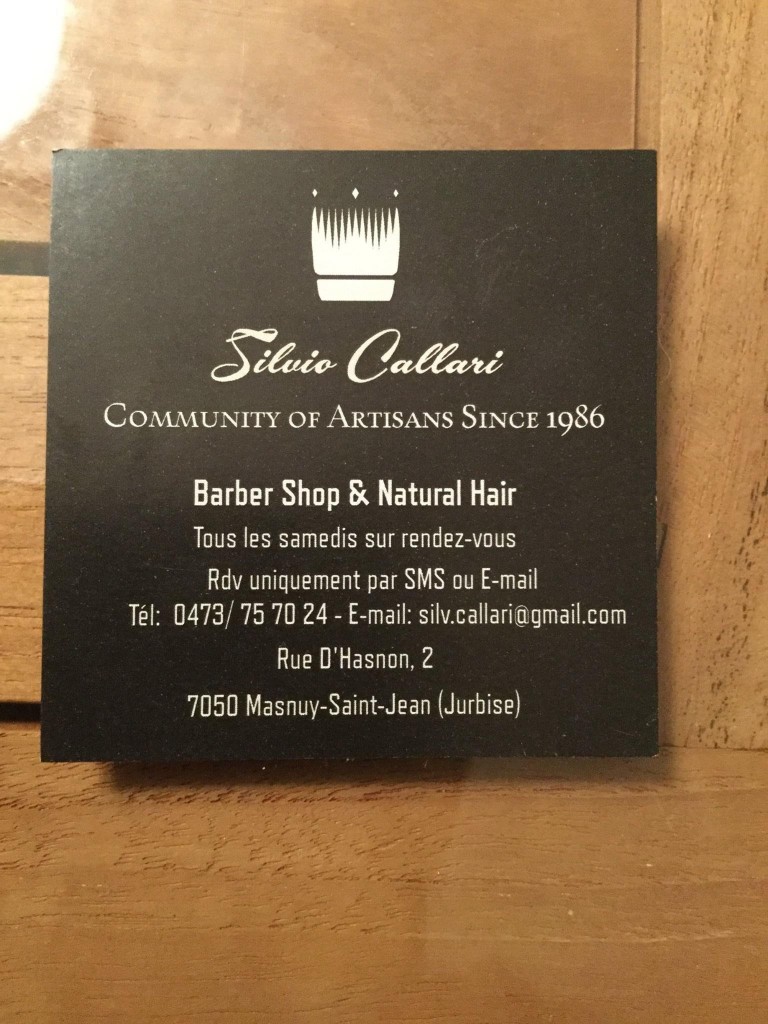 Silvio Callari
Community of Artisans Since 1986
Barber Shop & Natural Hair
Tous les samedis sur rendez-vous
Rdv uniquement par SMS ou E-mail
Tél: 0473/ 75 70 24 - E-mail: silv.callari@gmail.com
Rue D'Hasnon, 2
7050 Masnuy-Saint-Jean (Jurbise)